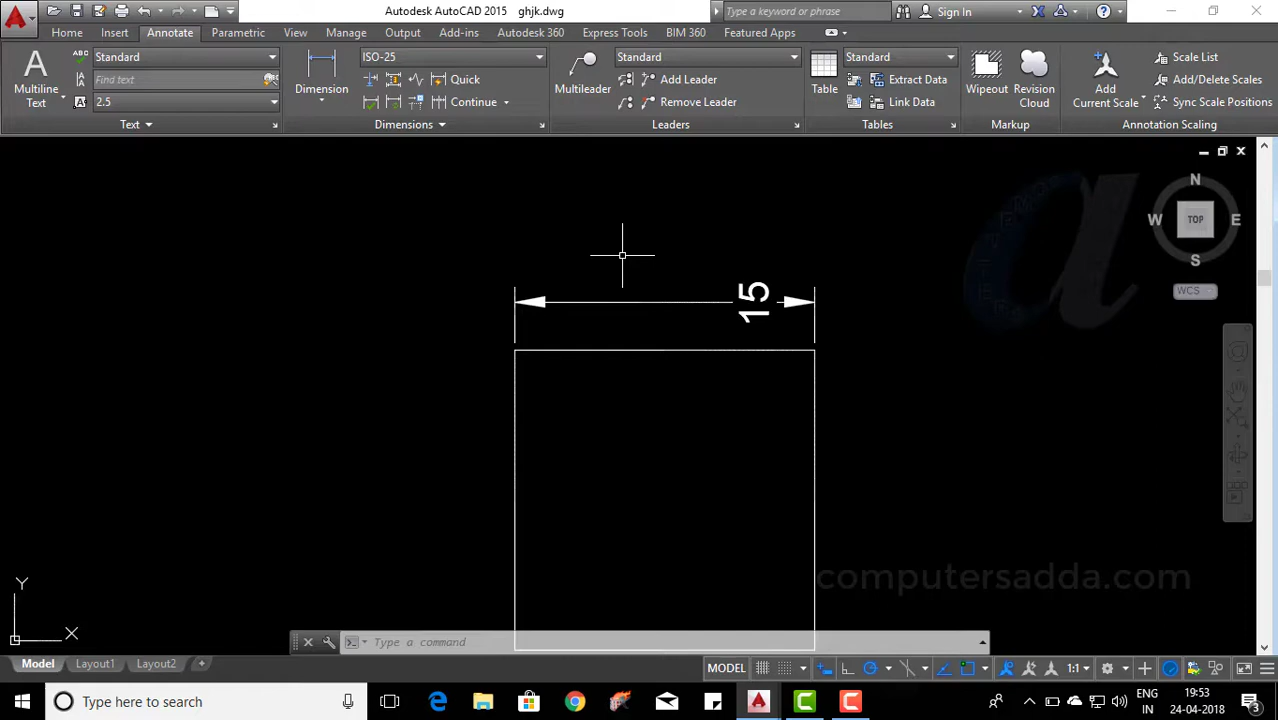 Autodesk AutoCAD 2015 ghjk.dwg
Type a keyword or phrase
Sign In
Home Insert Annotate Parametric View Manage Output Add-ins Autodesk 360 Express Tools BIM 360 Featured Apps
A
Multiline Text
ABC
Standard
Find text
A
2.5
Text
Dimension
ISO-25
Quick
Continue
Dimensions
Multileader
Standard
Add Leader
Remove Leader
Leaders
Table
Standard
Extract Data
Link Data
Tables
Wipeout
Revision Cloud
Markup
Add Current Scale
Scale List
Add/Delete Scales
Sync Scale Positions
Annotation Scaling
N
W TOP E
S
WCS
15
computersadda.com
Y
X
Type a command
Model Layout1 Layout2 +
MODEL
1:1
Type here to search
ENG
IN
19:53
24-04-2018
3